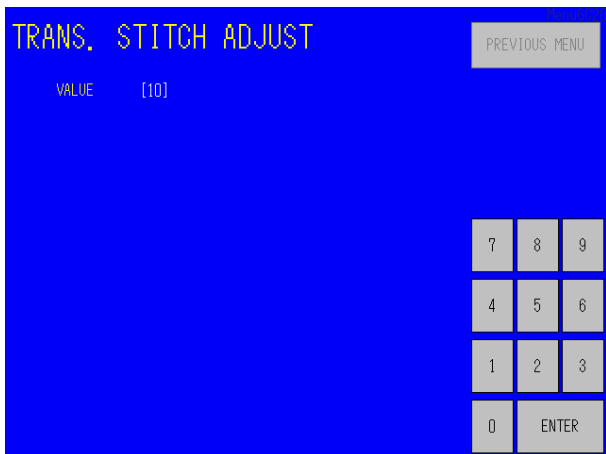 TRANS. STITCH ADJUST
PREVIOUS MENU
VALUE [10]
7 8 9
4 5 6
1 2 3
0 ENTER